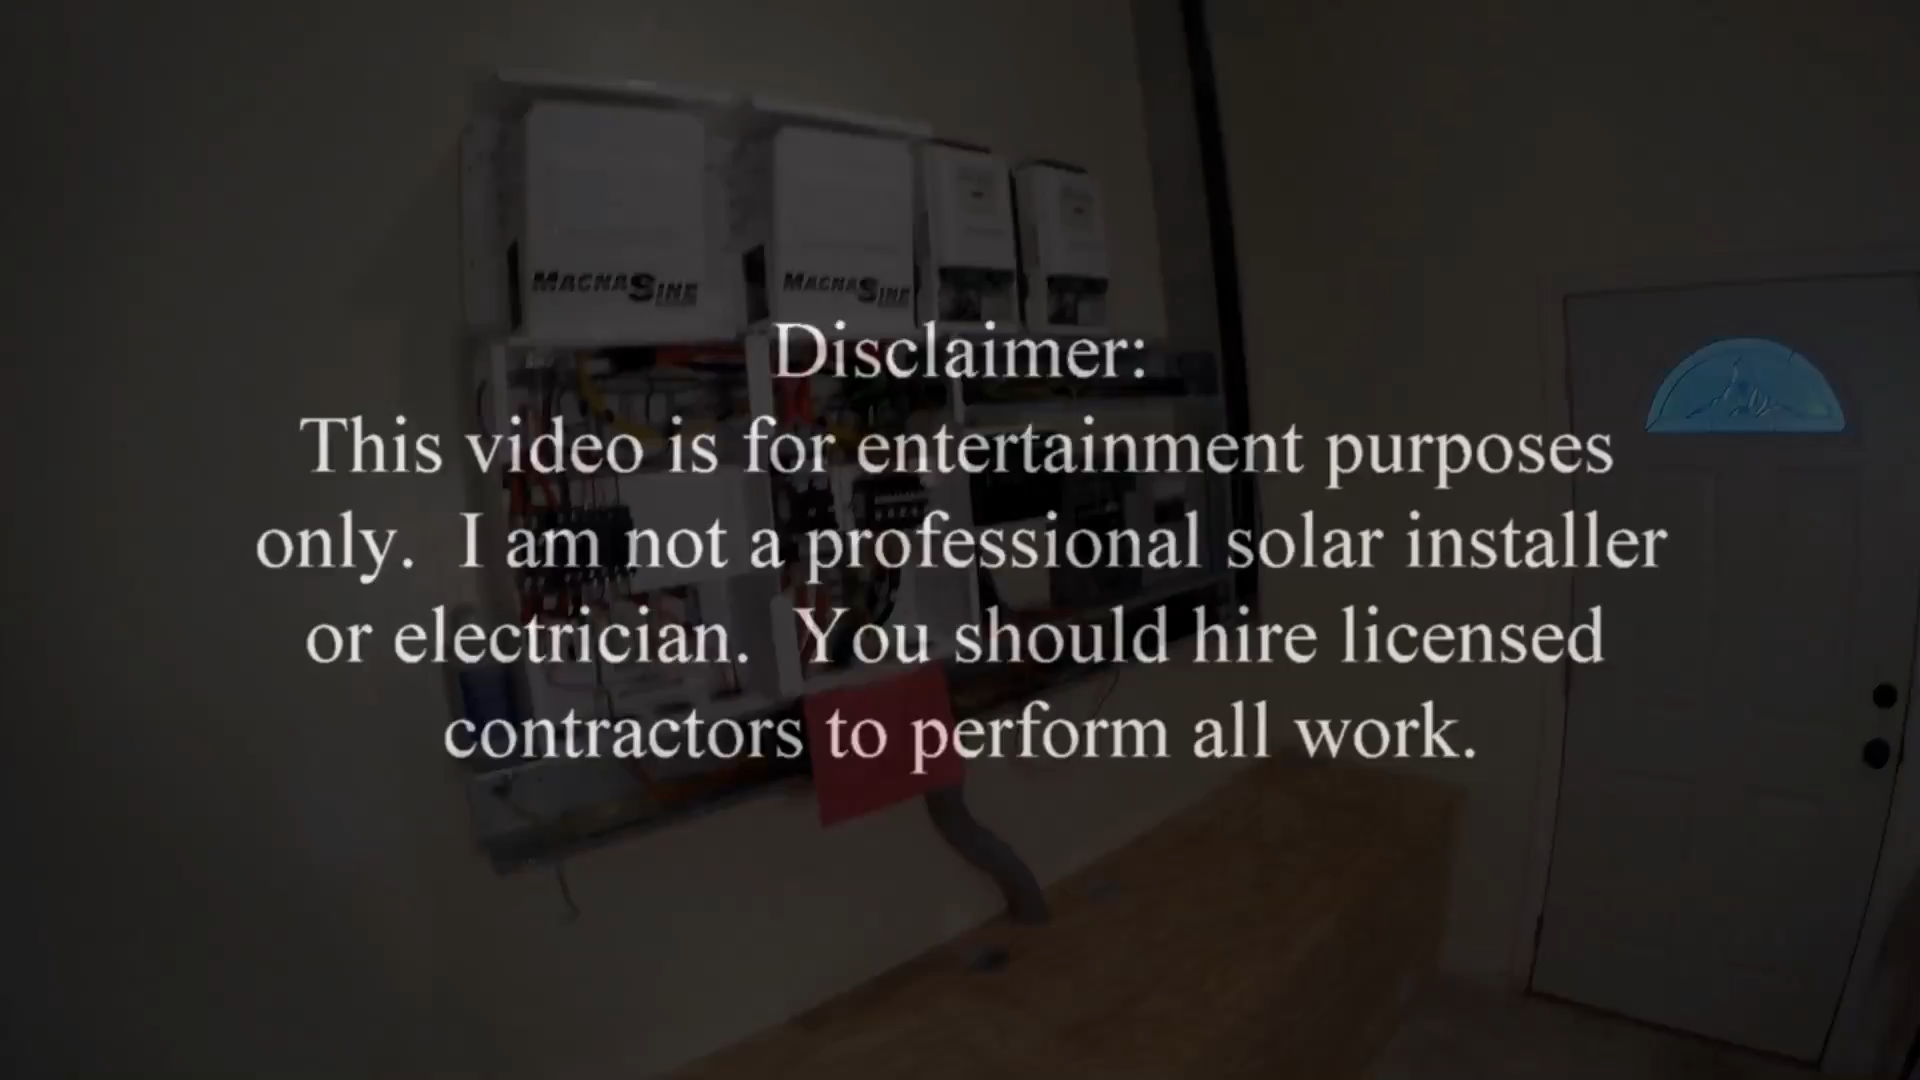 MAGNASINE
MAGNASINE
Disclaimer:
This video is for entertainment purposes
only.  I am not a professional solar installer
or electrician.  You should hire licensed
contractors to perform all work.